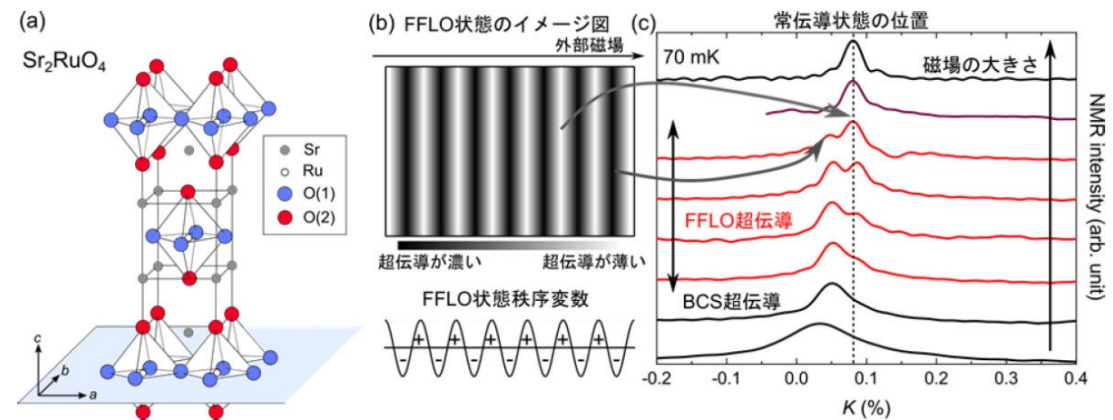 (a)
Sr₂RuO₄
Sr
Ru
O(1)
O(2)
c
b
a
(b)
FFLO状態のイメージ図
外部磁場
超伝導が濃い
超伝導が薄い
FFLO状態秩序変数
+ + + + + +
- - - - - - -
(c)
常伝導状態の位置
70 mK
磁場の大きさ
FFLO超伝導
BCS超伝導
NMR intensity (arb. unit)
-0.2 -0.1 0.0 0.1 0.2 0.3 0.4
K (%)